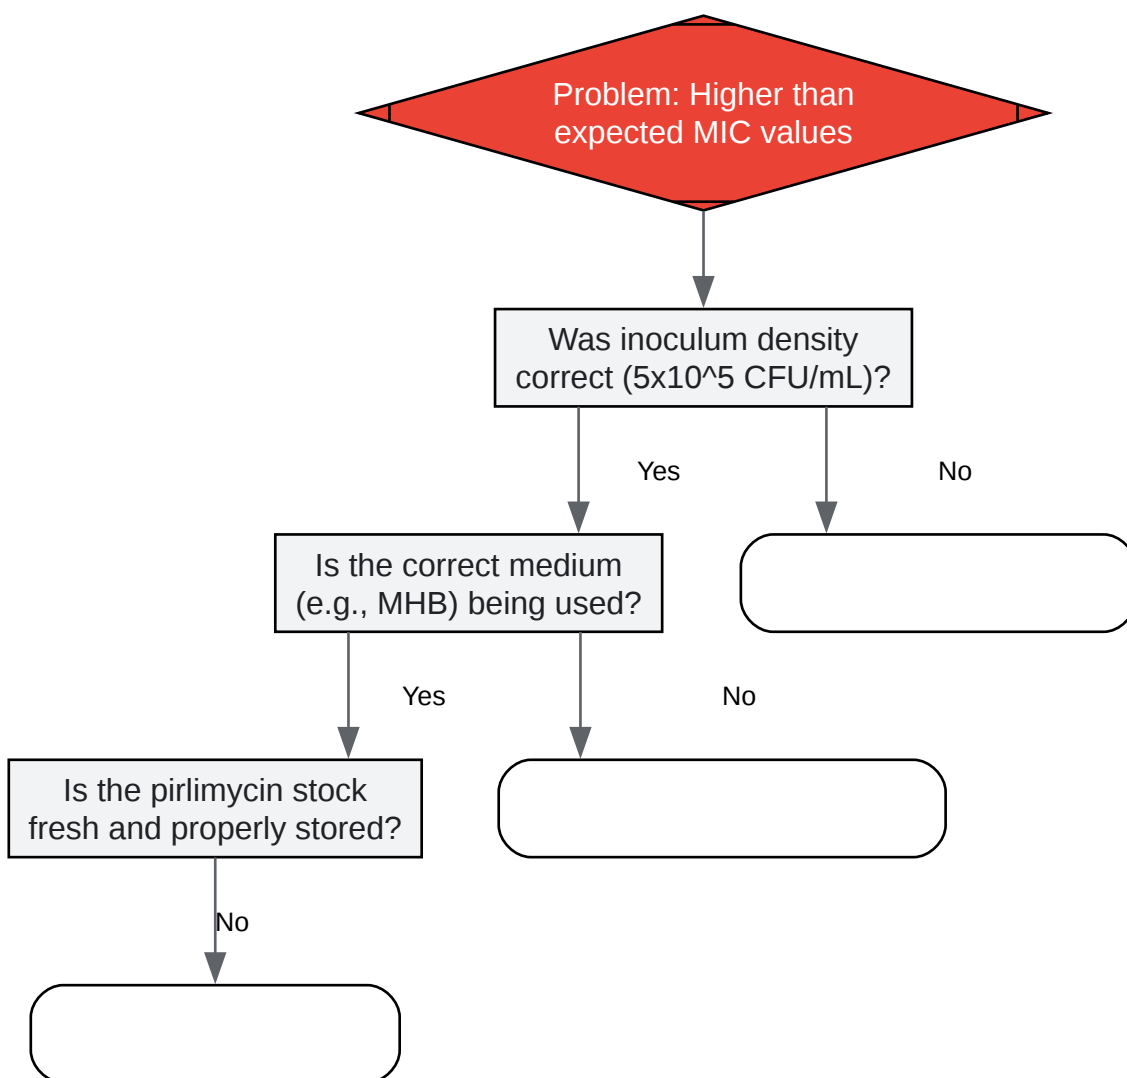 Problem: Higher than
expected MIC values
Was inoculum density
correct (5x10^5 CFU/mL)?
Yes
No
Is the correct medium
(e.g., MHB) being used?
Yes
No
Is the pirlimycin stock
fresh and properly stored?
No